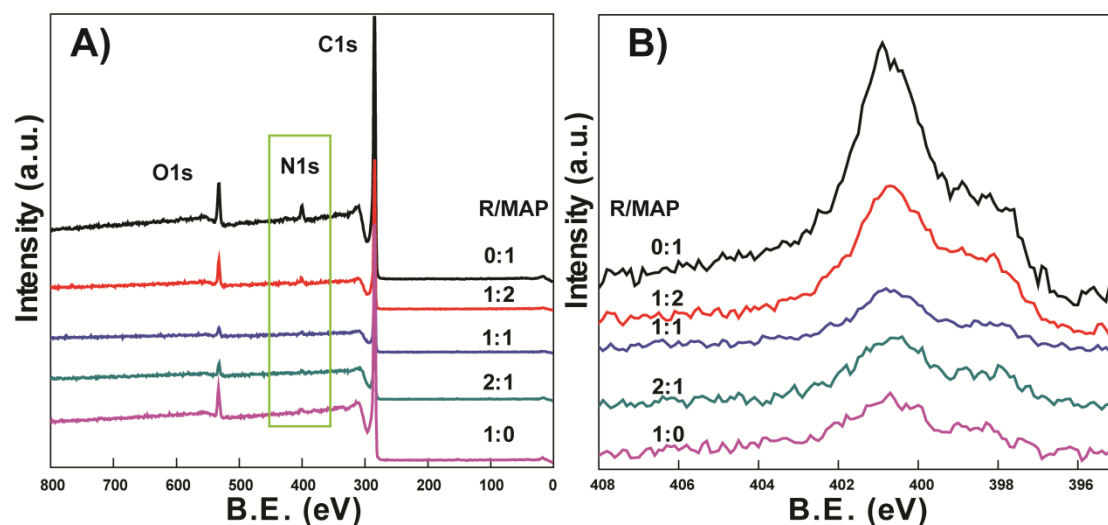 A)
C1s
O1s
N1s
R/MAP
0:1
1:2
1:1
2:1
1:0
Intensity (a.u.)
800 700 600 500 400 300 200 100 0
B.E. (eV)
B)
R/MAP
0:1
1:2
1:1
2:1
1:0
Intensity (a.u.)
408 406 404 402 400 398 396
B.E. (eV)